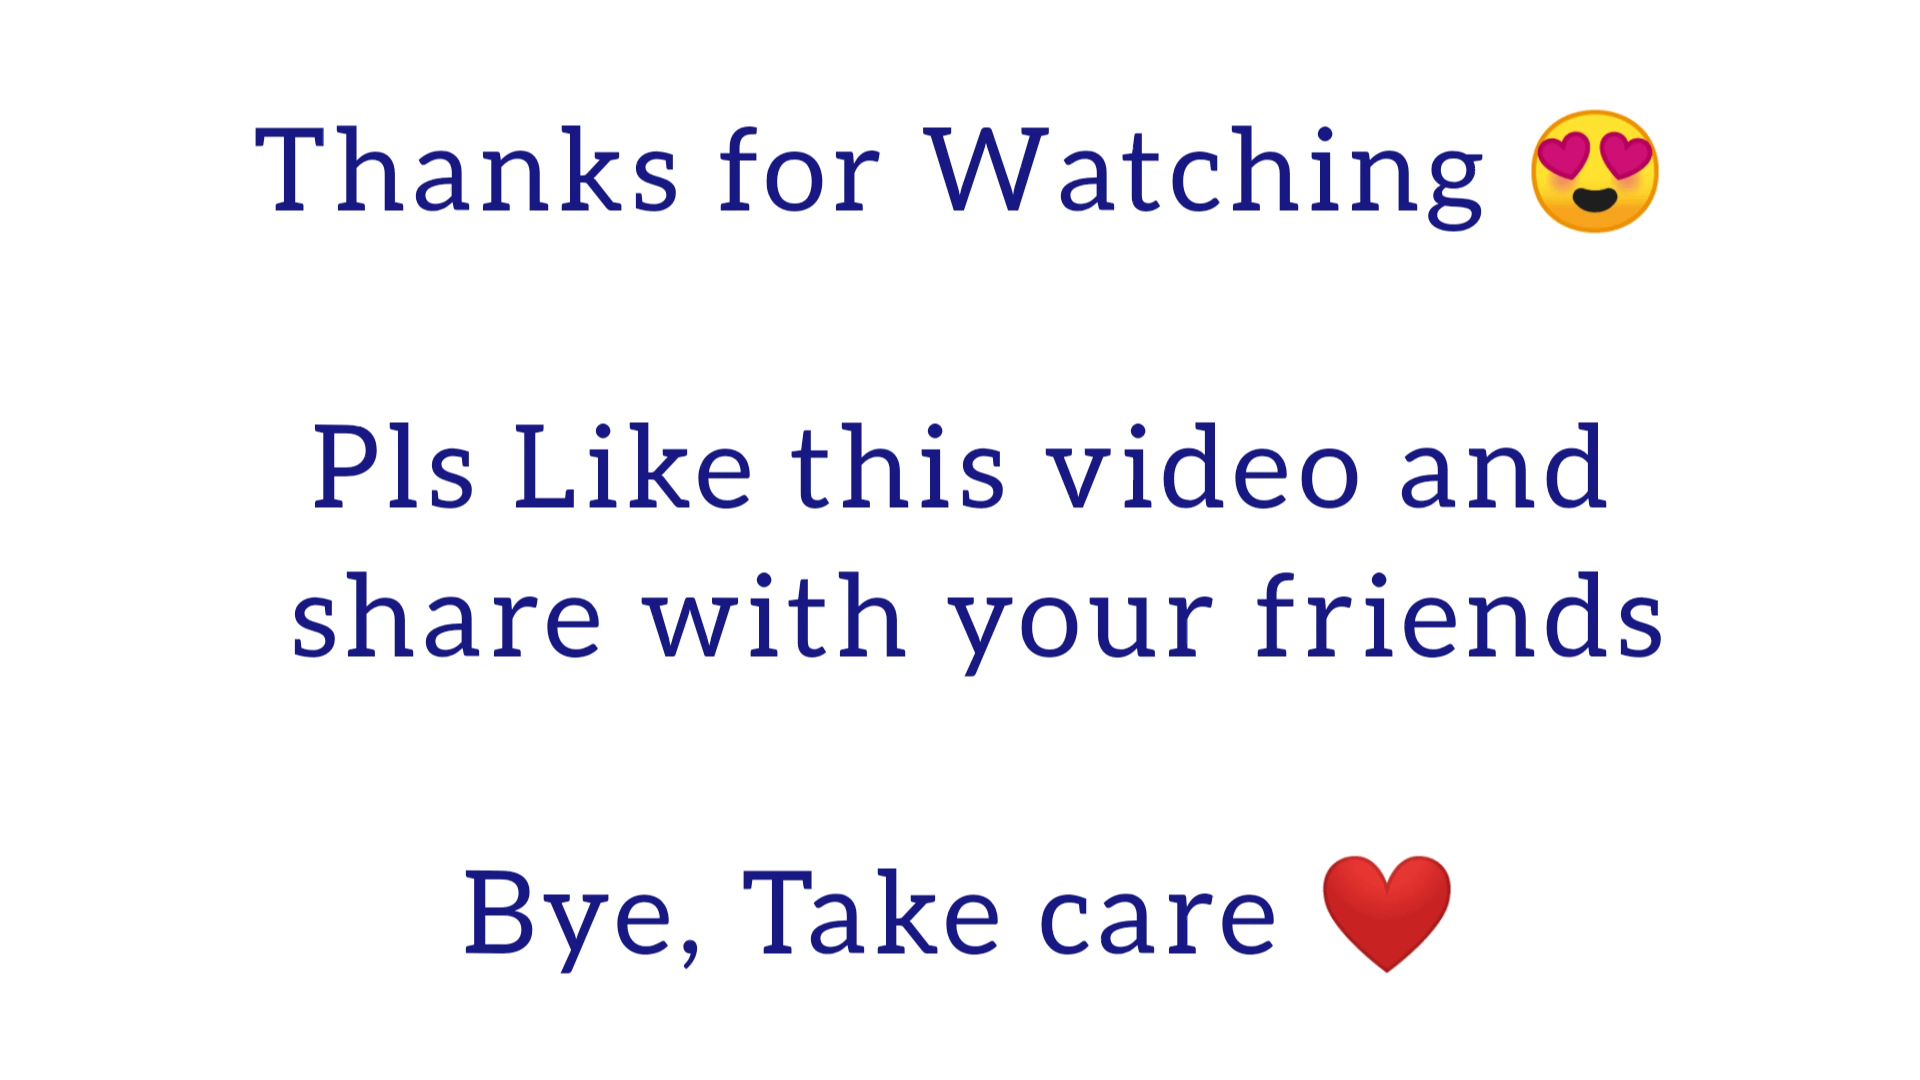 Thanks for Watching 😍
Pls Like this video and
share with your friends
Bye, Take care ❤️